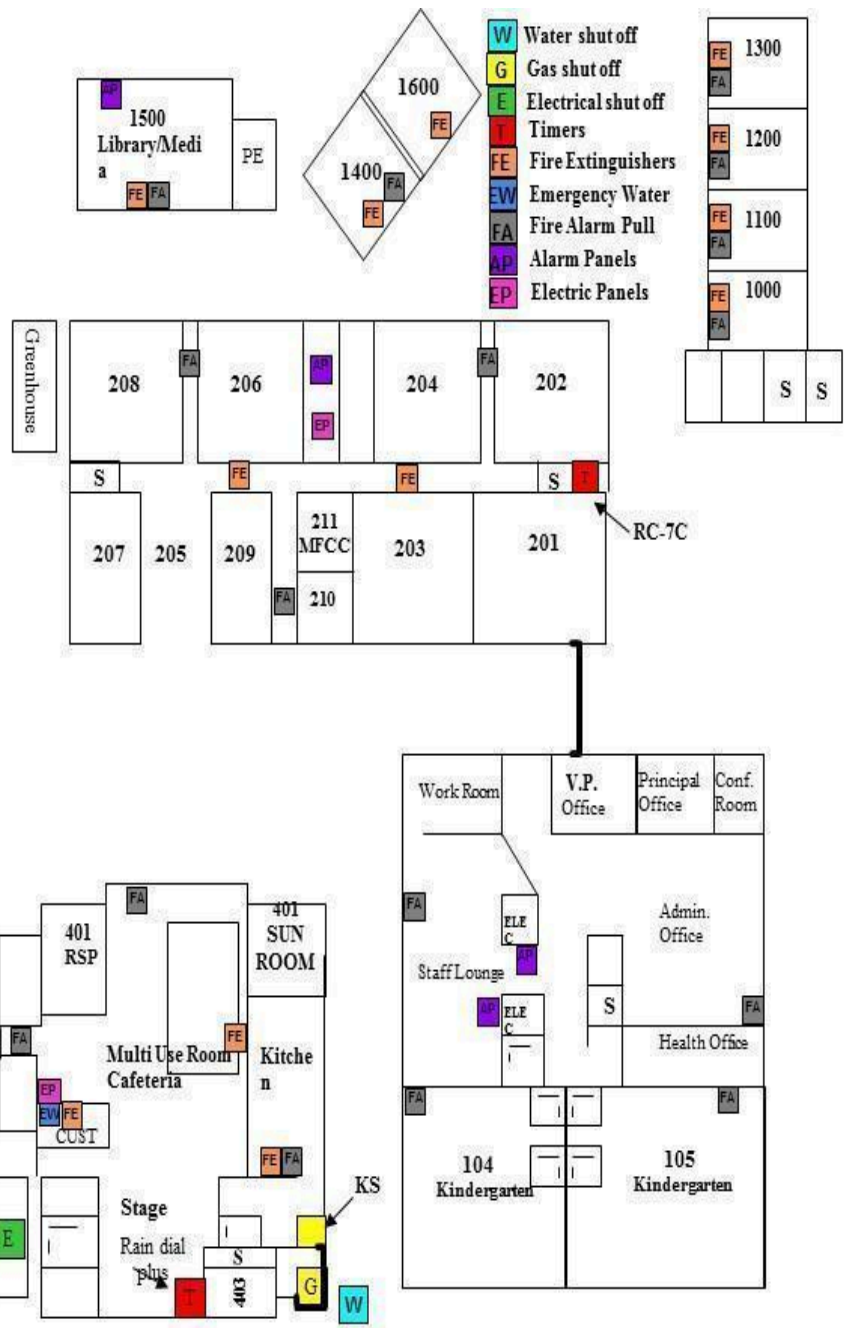 AP
1500
Library/Medi
a
FE FA
PE
1600
FE
1400
FA
FE
W Water shut off
G Gas shut off
E Electrical shut off
T Timers
FE Fire Extinguishers
EW Emergency Water
FA Fire Alarm Pull
AP Alarm Panels
EP Electric Panels
FE 1300
FA
FE 1200
FA
FE 1100
FA
FE 1000
FA
S S
Greenhouse
208
FA
206
AP
EP
204
FA
202
S
FE
FE
S T
RC-7C
207
205
209
FA
211
MFCC
210
203
201
Work Room
V.P.
Office
Principal
Office
Conf.
Room
FA
ELE
C
AP
Staff Lounge
AP
ELE
C
Admin.
Office
S
FA
Health Office
FA
FA
104
Kindergarten
105
Kindergarten
FA
401
RSP
401
SUN
ROOM
FA
FE
Multi Use Room
Cafeteria
Kitche
n
EP
EW FE
CUST
FE FA
KS
E
Stage
Rain dial
plus
T
S
403
G
W